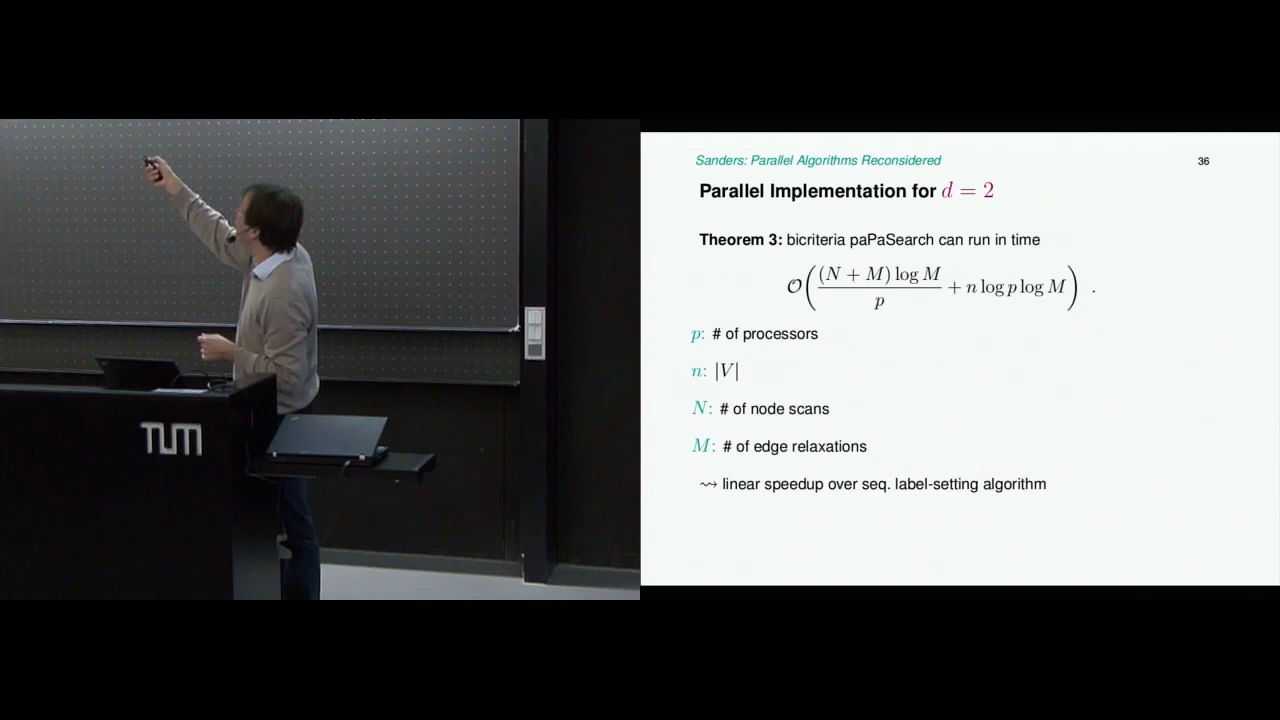 TUM
Sanders: Parallel Algorithms Reconsidered 36
Parallel Implementation for d = 2
Theorem 3: bicriteria paPaSearch can run in time
O((N + M) log M / p + n log p log M) .
p: # of processors
n: |V|
N: # of node scans
M: # of edge relaxations
⇝ linear speedup over seq. label-setting algorithm